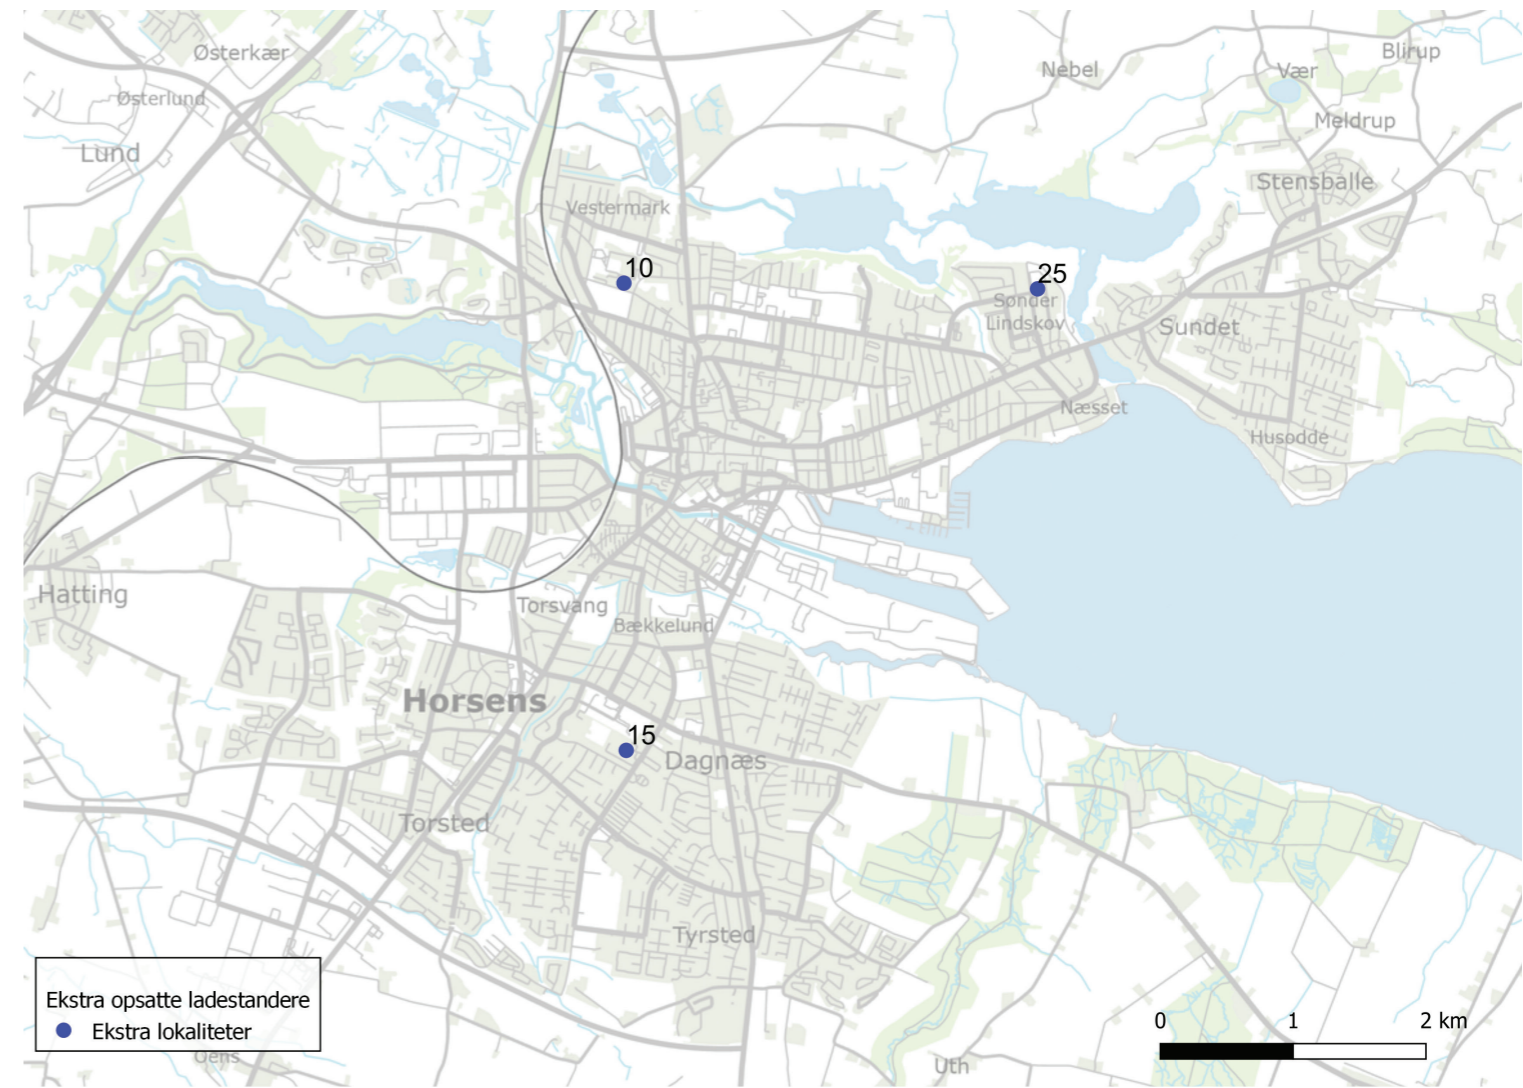 Østerkær
Blirup
Nebel
Vær
Østerlund
Meldrup
Lund
Stensballe
Vestermark
10
25
Sønder
Lindskov
Sundet
Næsset
Husodde
Hatting
Torsvang
Bækkelund
Horsens
15
Dagnæs
Torsted
Tyrsted
Ekstra opsatte ladestandere
Ekstra lokaliteter
0 1 2 km
Gens
Uth